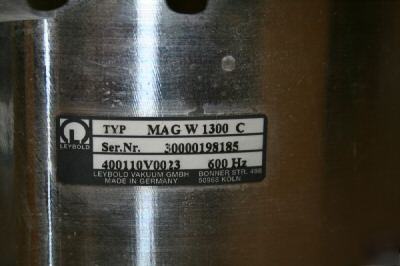 LEYBOLD
TYP MAG W 1300 C
Ser.Nr. 30000198185
400110V0023 600 Hz
LEYBOLD VAKUUM GMBH BONNER STR. 498
MADE IN GERMANY 50968 KÖLN